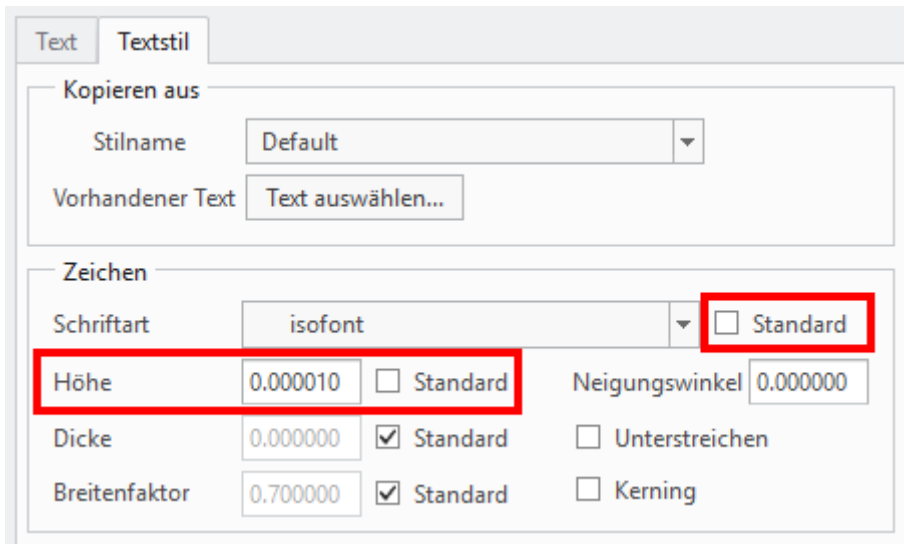 Text Textstil
Kopieren aus
Stilname Default
Vorhandener Text Text auswählen...
Zeichen
Schriftart isofont Standard
Höhe 0.000010 Standard Neigungswinkel 0.000000
Dicke 0.000000 Standard Unterstreichen
Breitenfaktor 0.700000 Standard Kerning